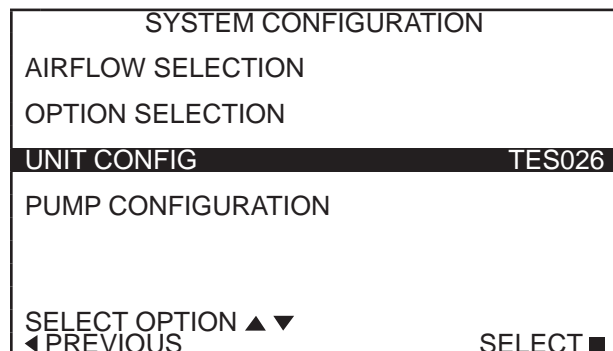 SYSTEM CONFIGURATION
AIRFLOW SELECTION
OPTION SELECTION
UNIT CONFIG TES026
PUMP CONFIGURATION
SELECT OPTION ▲ ▼
◀ PREVIOUS SELECT ■